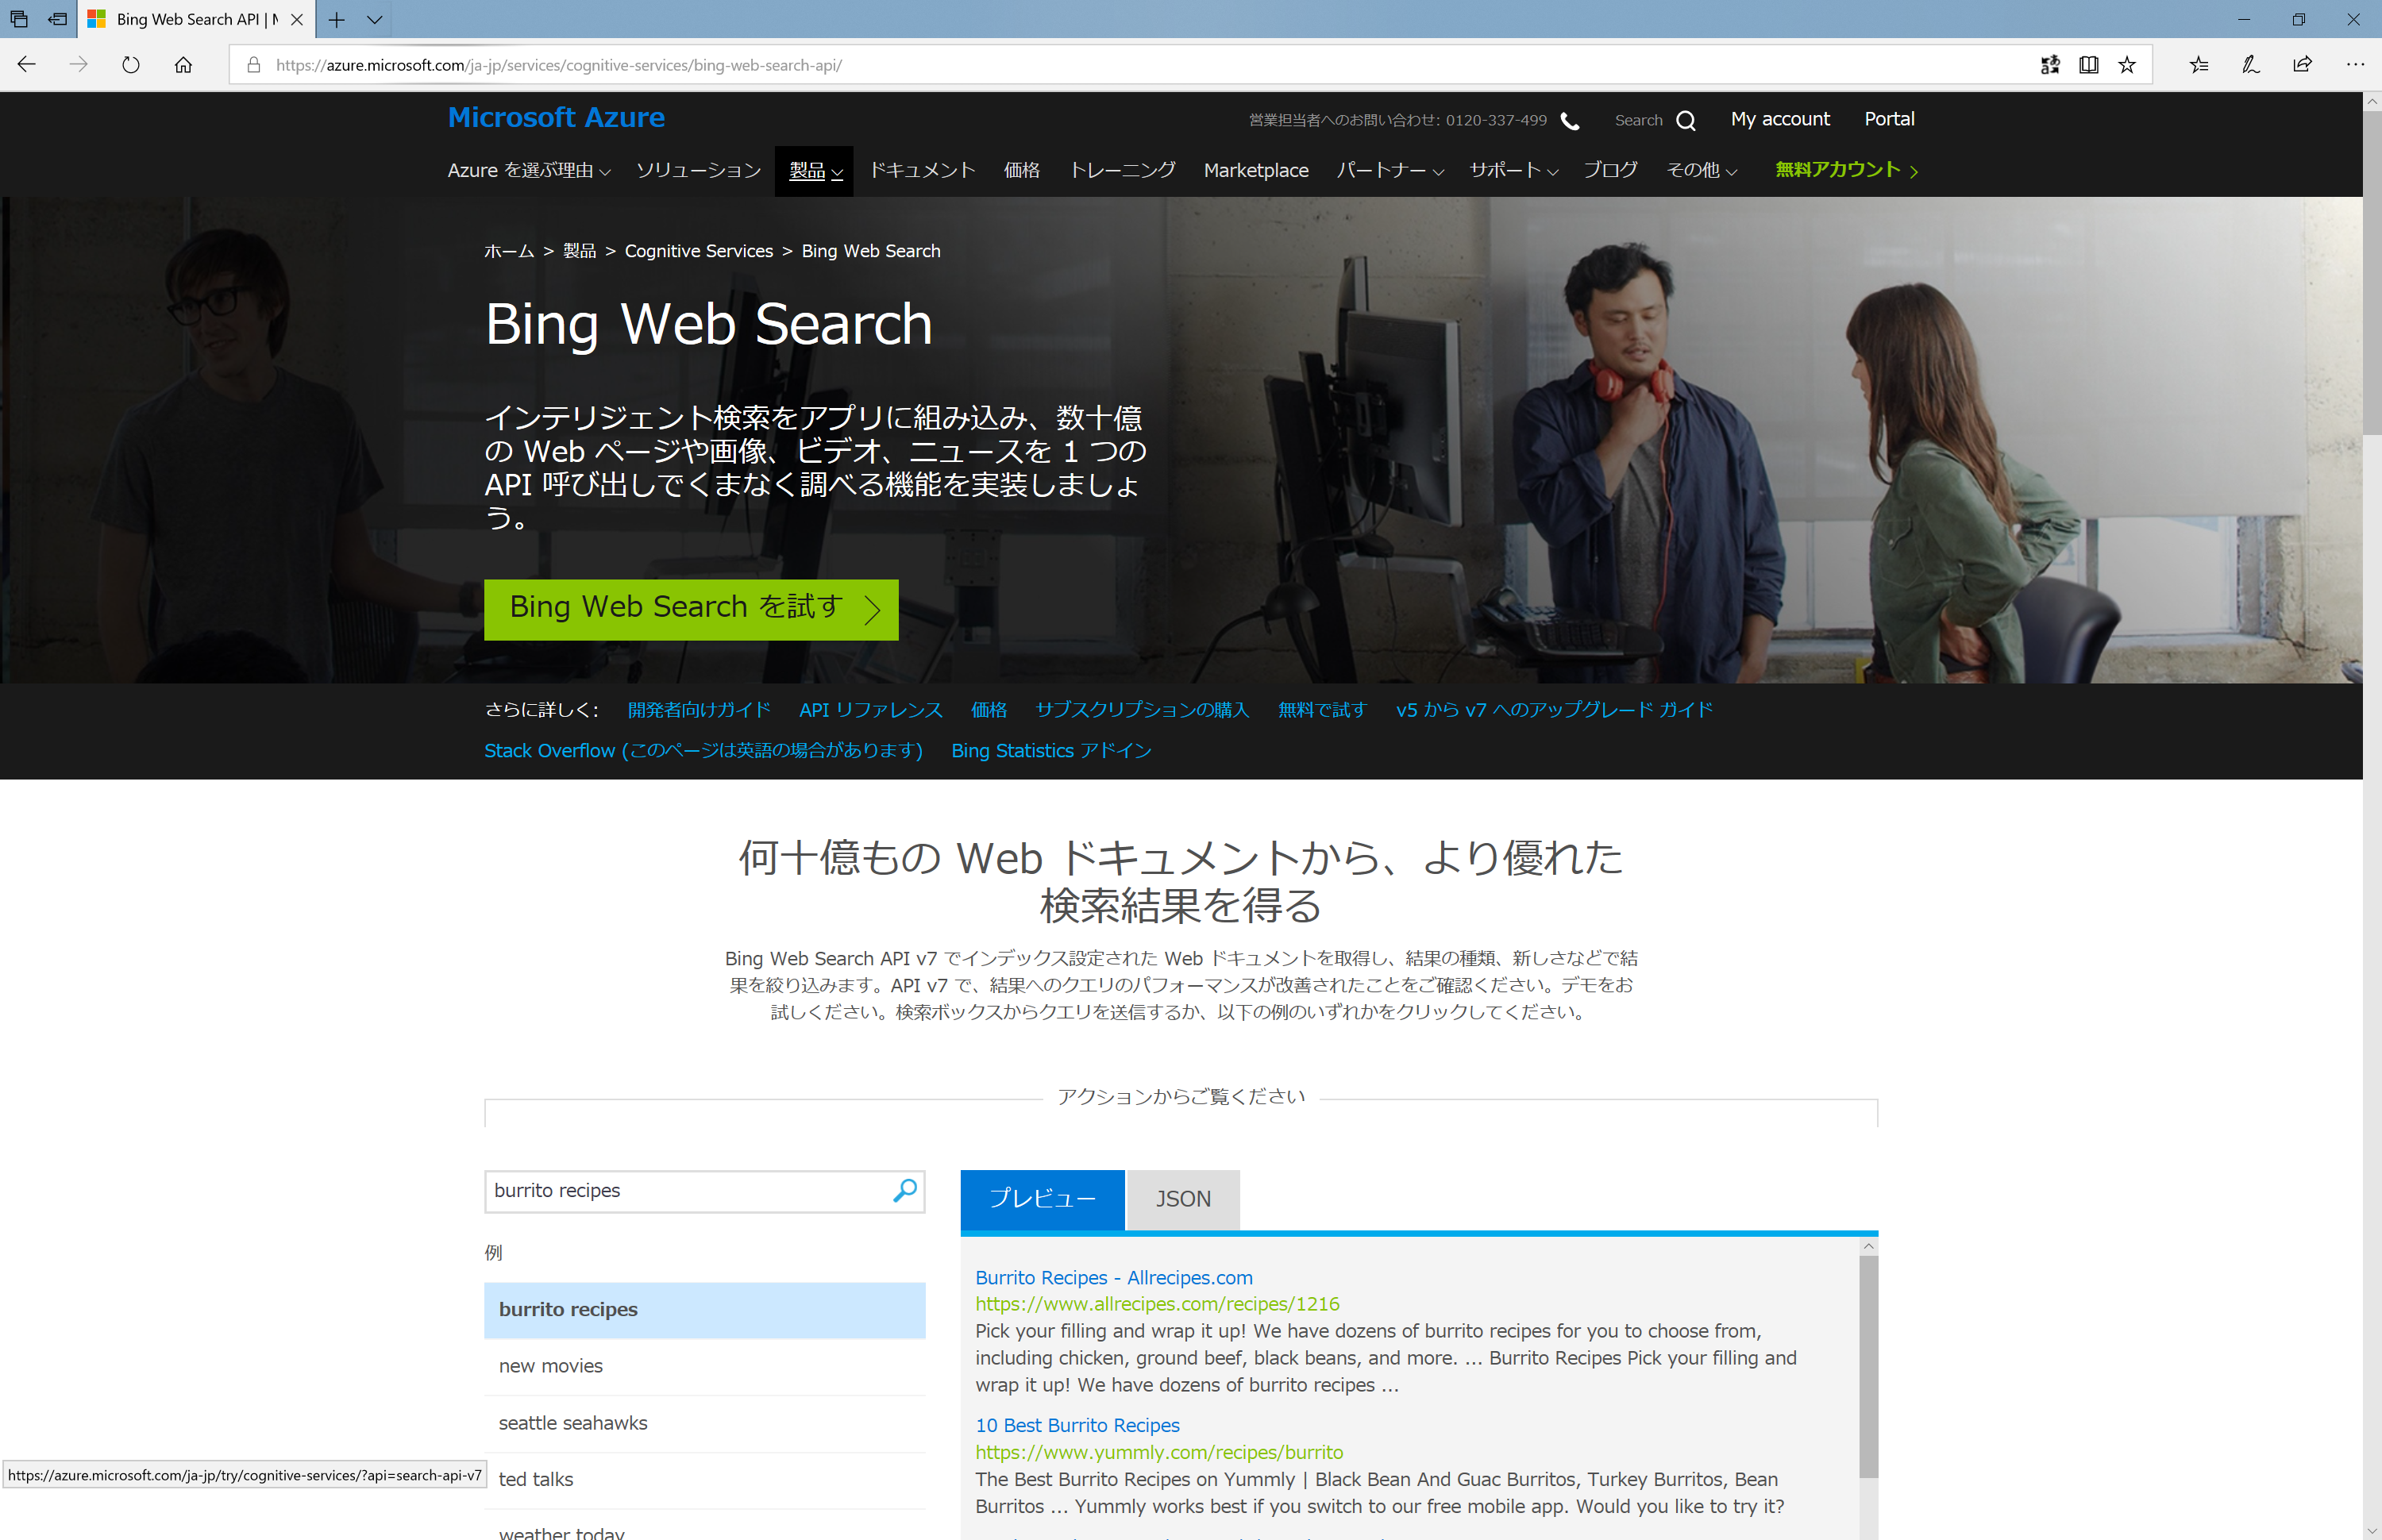 Bing Web Search API | M
https://azure.microsoft.com/ja-jp/services/cognitive-services/bing-web-search-api/
Microsoft Azure
営業担当者へのお問い合わせ: 0120-337-499
Search
My account
Portal
Azure を選ぶ理由
ソリューション
製品
ドキュメント
価格
トレーニング
Marketplace
パートナー
サポート
ブログ
その他
無料アカウント
ホーム > 製品 > Cognitive Services > Bing Web Search
Bing Web Search
インテリジェント検索をアプリに組み込み、数十億
の Web ページや画像、ビデオ、ニュースを 1 つの
API 呼び出しでくまなく調べる機能を実装しましょ
う。
Bing Web Search を試す
さらに詳しく: 開発者向けガイド API リファレンス 価格 サブスクリプションの購入 無料で試す v5 から v7 へのアップグレード ガイド
Stack Overflow (このページは英語の場合があります) Bing Statistics アドイン
何十億もの Web ドキュメントから、より優れた
検索結果を得る
Bing Web Search API v7 でインデックス設定された Web ドキュメントを取得し、結果の種類、新しさなどで結
果を絞り込みます。API v7 で、結果へのクエリのパフォーマンスが改善されたことをご確認ください。デモをお
試しください。検索ボックスからクエリを送信するか、以下の例のいずれかをクリックしてください。
アクションからご覧ください
burrito recipes
例
burrito recipes
new movies
seattle seahawks
ted talks
weather today
プレビュー
JSON
Burrito Recipes - Allrecipes.com
https://www.allrecipes.com/recipes/1216
Pick your filling and wrap it up! We have dozens of burrito recipes for you to choose from,
including chicken, ground beef, black beans, and more. ... Burrito Recipes Pick your filling and
wrap it up! We have dozens of burrito recipes ...
10 Best Burrito Recipes
https://www.yummly.com/recipes/burrito
The Best Burrito Recipes on Yummly | Black Bean And Guac Burritos, Turkey Burritos, Bean
Burritos ... Yummly works best if you switch to our free mobile app. Would you like to try it?
https://azure.microsoft.com/ja-jp/try/cognitive-services/?api=search-api-v7